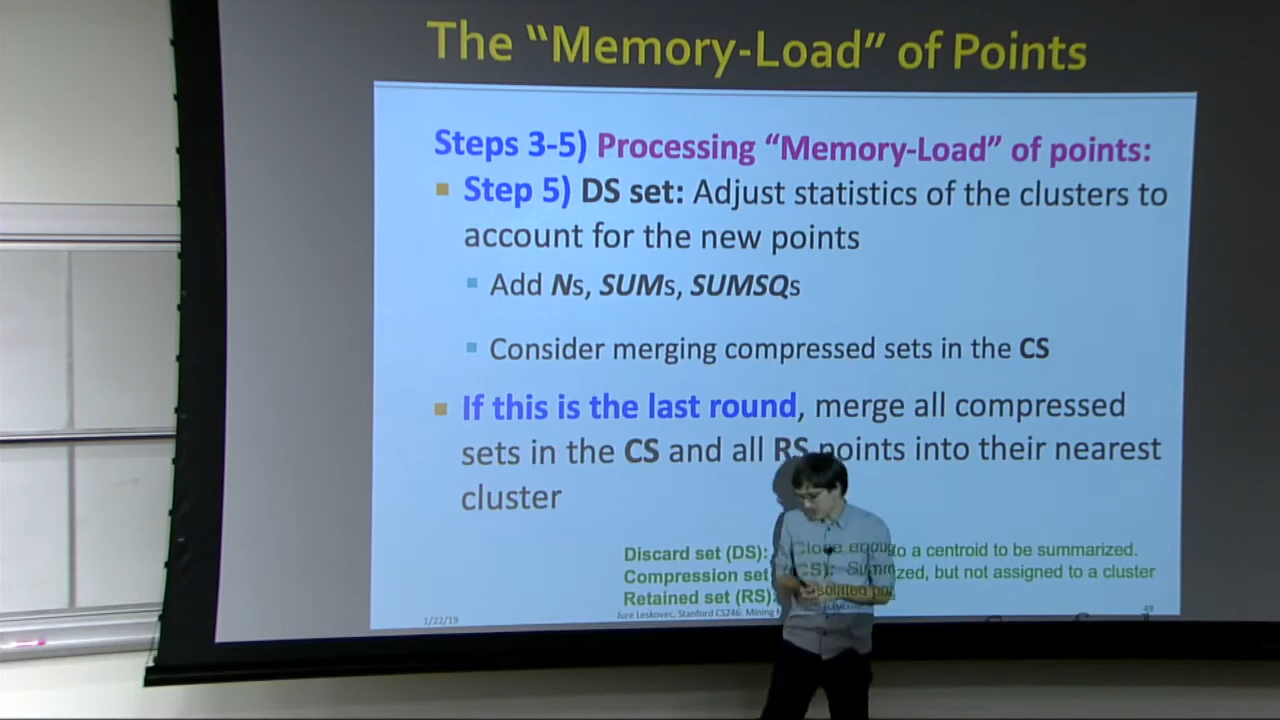 The “Memory-Load” of Points
Steps 3-5) Processing “Memory-Load” of points:
Step 5) DS set: Adjust statistics of the clusters to
account for the new points
Add Ns, SUMs, SUMSQs
Consider merging compressed sets in the CS
If this is the last round, merge all compressed
sets in the CS and all RS points into their nearest
cluster
Discard set (DS): Close enough to a centroid to be summarized.
Compression set (CS): Summarized, but not assigned to a cluster
Retained set (RS):
1/22/19
Jure Leskovec, Stanford CS246: Mining
49